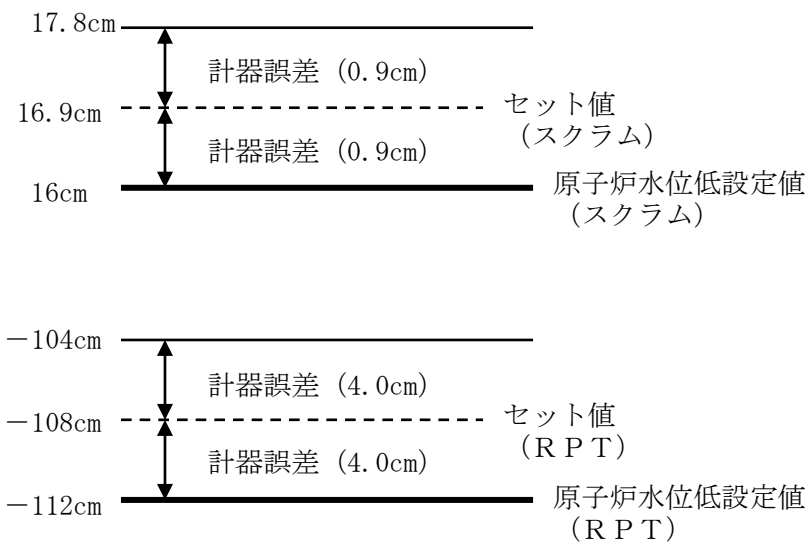 17.8cm
計器誤差 (0.9cm)
16.9cm
セット値
(スクラム)
計器誤差 (0.9cm)
16cm
原子炉水位低設定値
(スクラム)
−104cm
計器誤差 (4.0cm)
−108cm
セット値
(ＲＰＴ)
計器誤差 (4.0cm)
−112cm
原子炉水位低設定値
(ＲＰＴ)